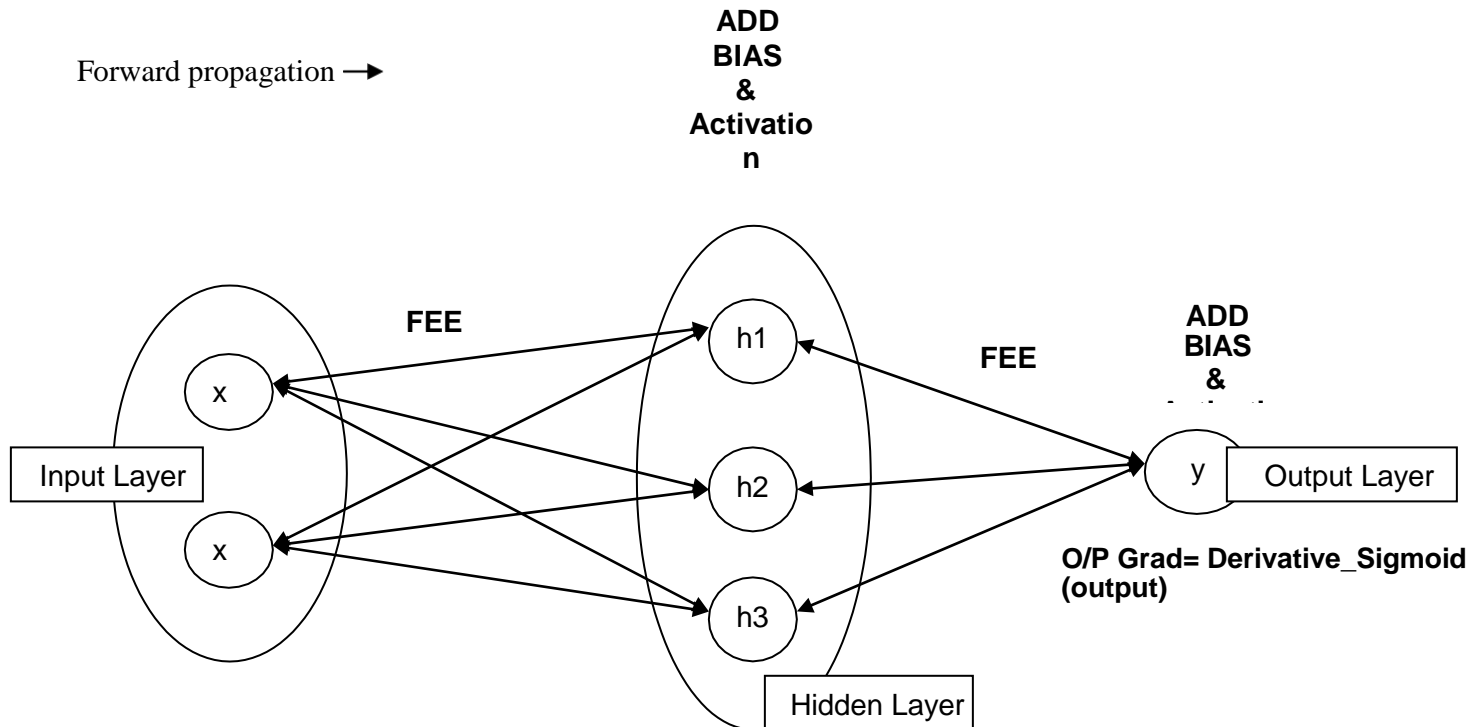 ADD
BIAS
&
Activatio
n
Forward propagation →
FEE
h1
FEE
ADD
BIAS
&
x
Input Layer
h2
y
Output Layer
x
O/P Grad= Derivative_Sigmoid
(output)
h3
Hidden Layer